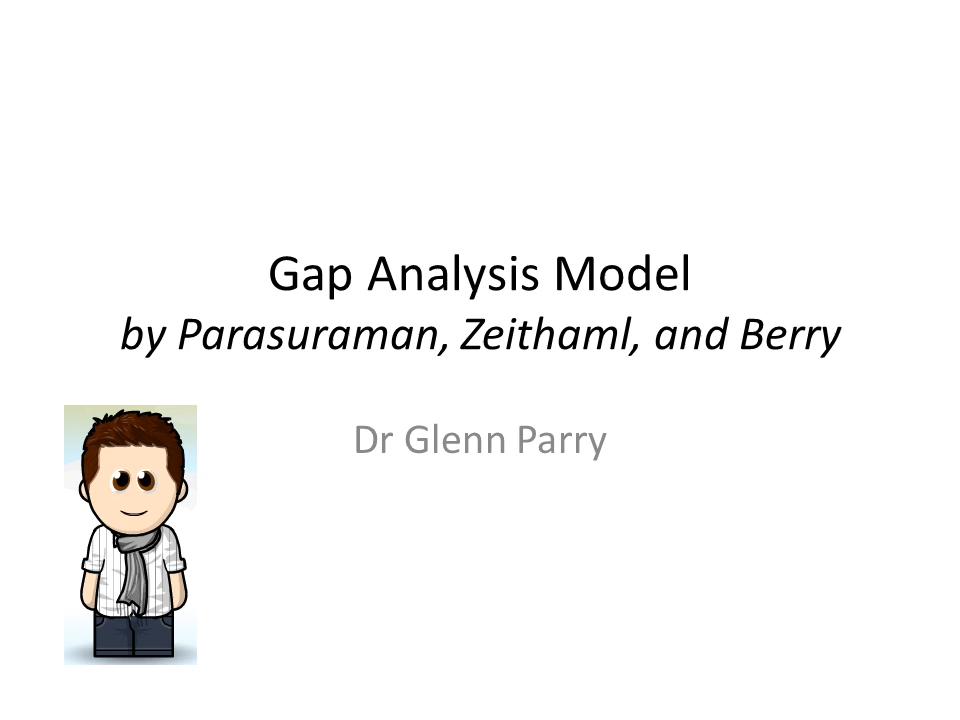 Gap Analysis Model
by Parasuraman, Zeithaml, and Berry
Dr Glenn Parry